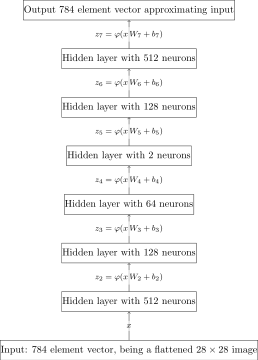 Output 784 element vector approximating input
z₇ = φ(xW₇ + b₇)
Hidden layer with 512 neurons
z₆ = φ(xW₆ + b₆)
Hidden layer with 128 neurons
z₅ = φ(xW₅ + b₅)
Hidden layer with 2 neurons
z₄ = φ(xW₄ + b₄)
Hidden layer with 64 neurons
z₃ = φ(xW₃ + b₃)
Hidden layer with 128 neurons
z₂ = φ(xW₂ + b₂)
Hidden layer with 512 neurons
x
Input: 784 element vector, being a flattened 28 × 28 image